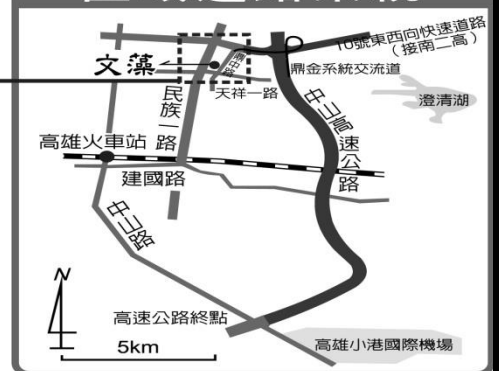 10號東西向快速道路
(接南二高)
鼎中路
文藻
鼎金系統交流道
天祥一路
民族一路
澄清湖
中山高速公路
高雄火車站
建國路
中山路
N
高速公路終點
5km
高雄小港國際機場